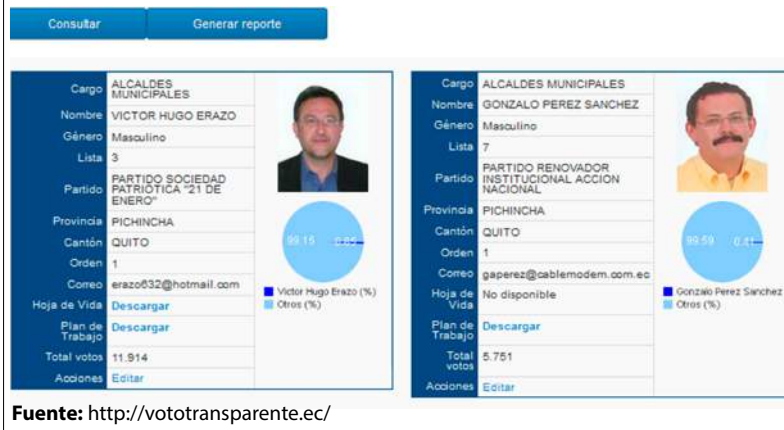 Consultar
Generar reporte
Cargo ALCALDES MUNICIPALES
Nombre VICTOR HUGO ERAZO
Género Masculino
Lista 3
Partido PARTIDO SOCIEDAD PATRIÓTICA "21 DE ENERO"
Provincia PICHINCHA
Cantón QUITO
Orden 1
Correo erazo632@hotmail.com
Hoja de Vida Descargar
Plan de Trabajo Descargar
Total votos 11.914
Acciones Editar
99.15 0.85
Victor Hugo Erazo (%)
Otros (%)
Cargo ALCALDES MUNICIPALES
Nombre GONZALO PEREZ SANCHEZ
Género Masculino
Lista 7
Partido PARTIDO RENOVADOR INSTITUCIONAL ACCION NACIONAL
Provincia PICHINCHA
Cantón QUITO
Orden 1
Correo gaperez@cablemodem.com.ec
Hoja de Vida No disponible
Plan de Trabajo Descargar
Total votos 5.751
Acciones Editar
99.59 0.41
Gonzalo Perez Sanchez
Otros (%)
Fuente: http://vototransparente.ec/